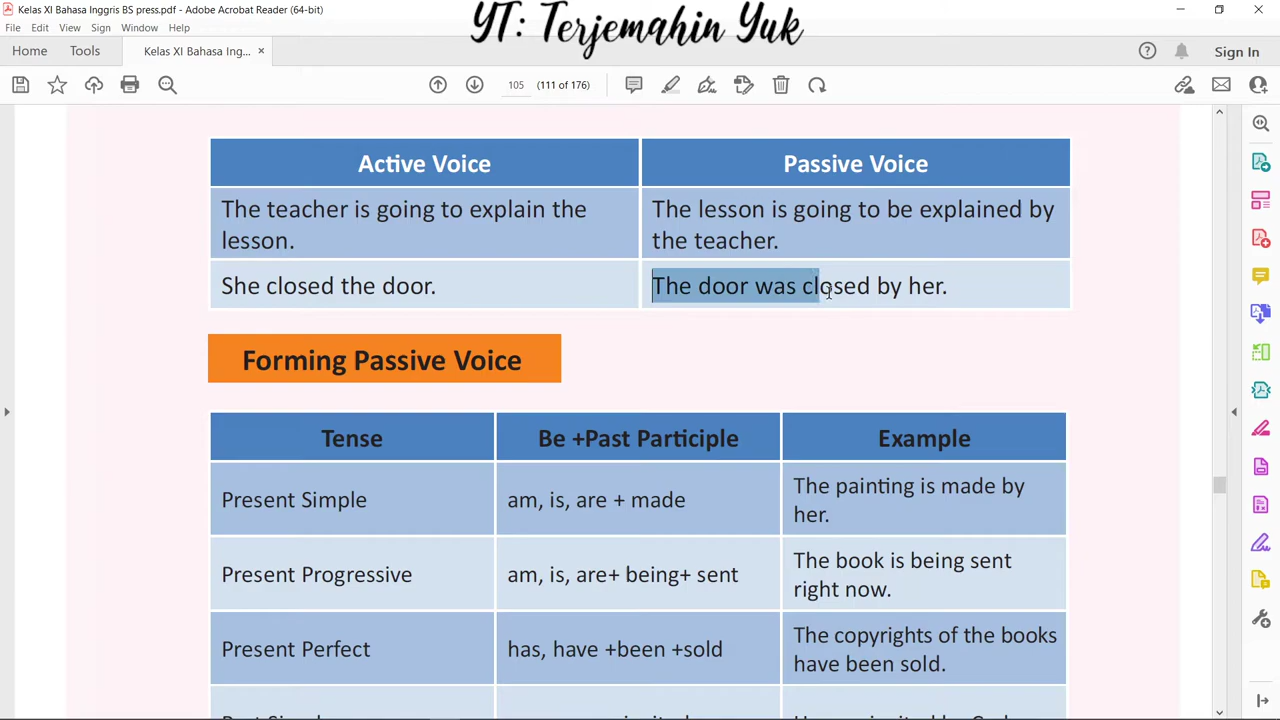 Kelas XI Bahasa Inggris BS press.pdf - Adobe Acrobat Reader (64-bit)
YT: Terjemahin Yuk
File Edit View Sign Window Help
Home Tools Kelas XI Bahasa Ing... × Sign In
105 (111 of 176)
Active Voice Passive Voice
The teacher is going to explain the
lesson.
The lesson is going to be explained by
the teacher.
She closed the door. The door was closed by her.
Forming Passive Voice
Tense Be +Past Participle Example
Present Simple am, is, are + made
The painting is made by
her.
Present Progressive am, is, are+ being+ sent
The book is being sent
right now.
Present Perfect has, have +been +sold
The copyrights of the books
have been sold.